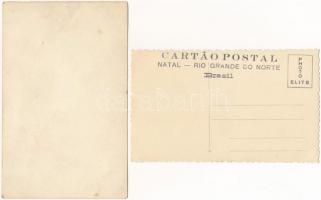 CARTÃO POSTAL
NATAL — RIO GRANDE DO NORTE
Brasil
PHOTO
ELITE